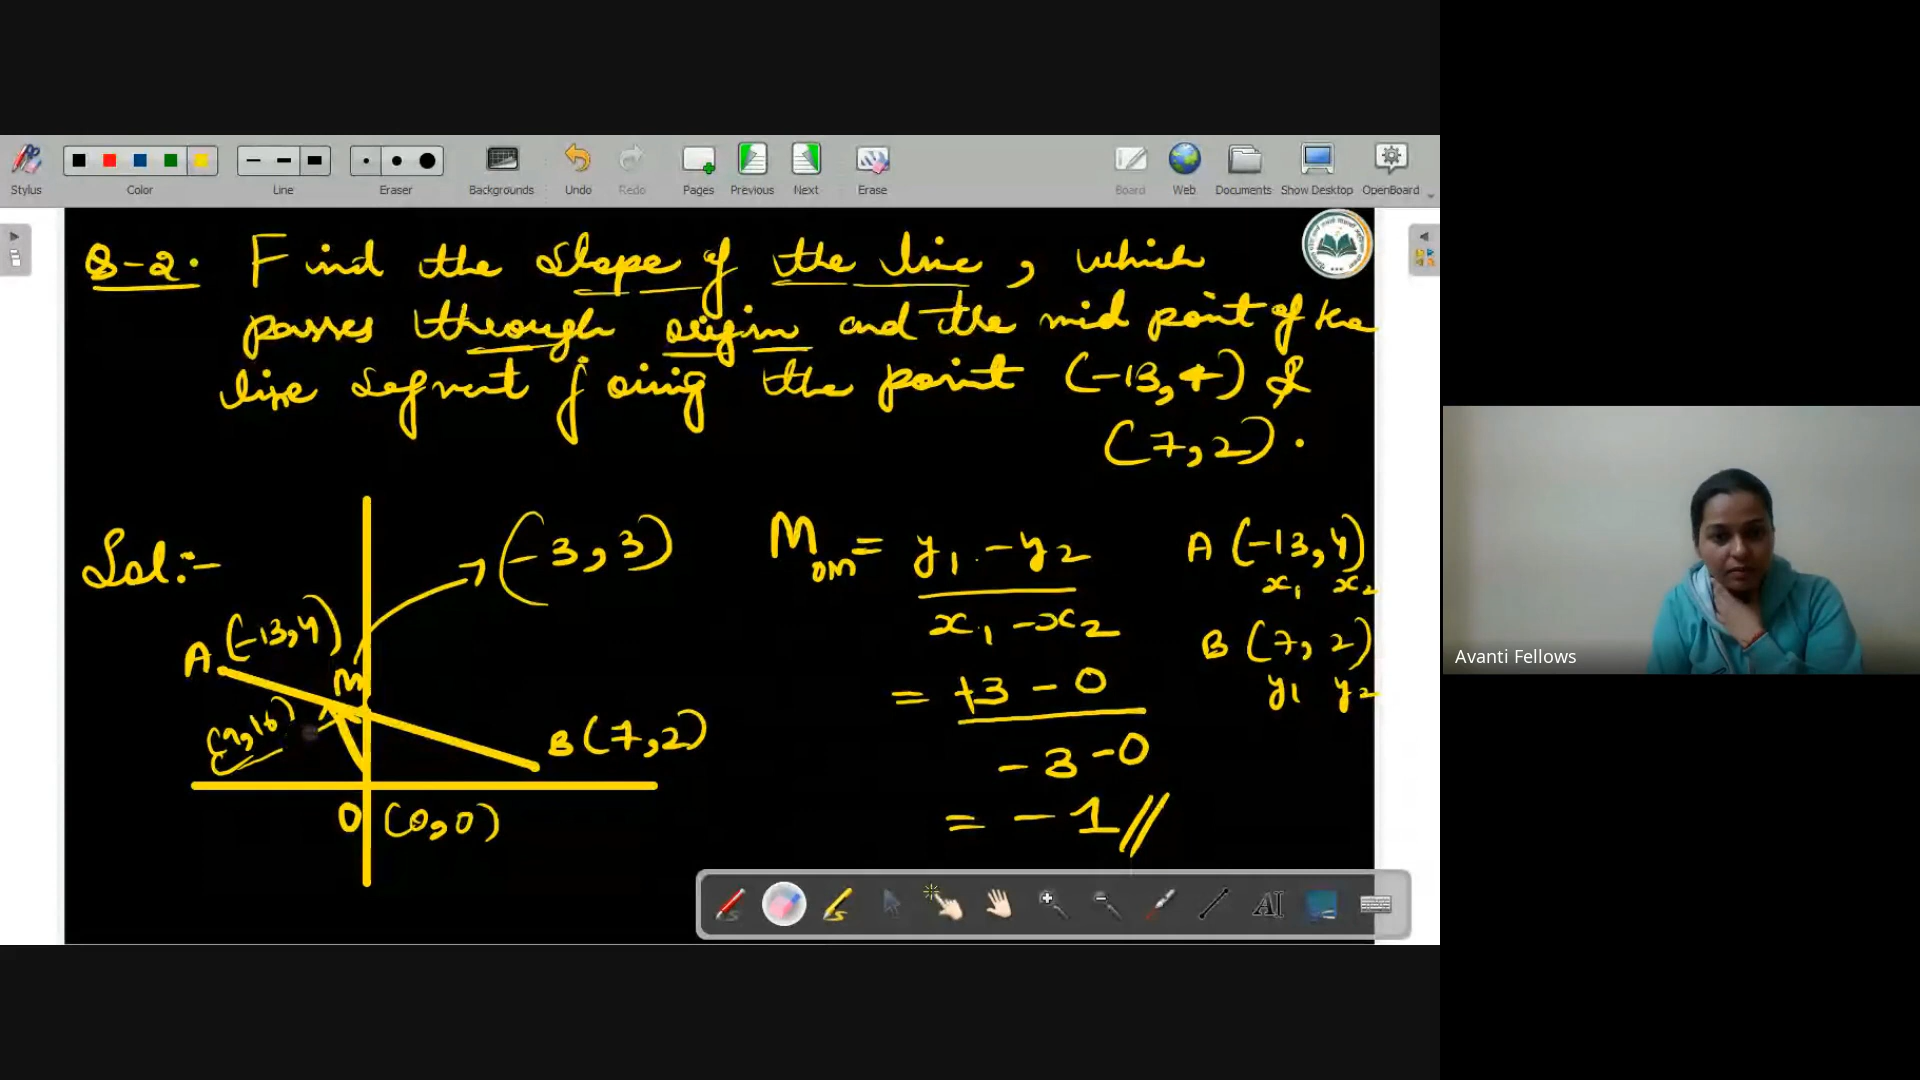 Stylus
Color
Line
Eraser
Backgrounds
Undo
Redo
Pages
Previous
Next
Erase
Board
Web
Documents
Show Desktop
OpenBoard
Q-2. Find the slope of the line, which
passes through origin and the mid point of the
line segment joing the point (-13,4) &
(7,2).
Sol:-
(-3,3)
A (-13,4)
M
B (7,2)
O (0,0)
M om = y1 - y2
x1 - x2
= +3 - 0
-3 - 0
= -1//
A (-13,4)
x1 x2
B (7, 2)
y1 y2
AI
Avanti Fellows